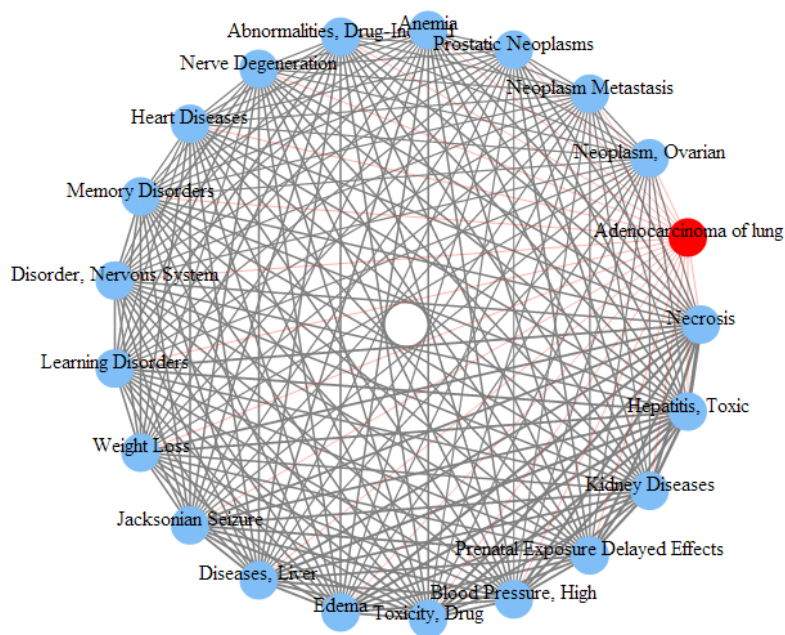 Anemia
Abnormalities, Drug-Induced
Prostatic Neoplasms
Nerve Degeneration
Neoplasm Metastasis
Heart Diseases
Neoplasm, Ovarian
Memory Disorders
Adenocarcinoma of lung
Disorder, Nervous System
Necrosis
Learning Disorders
Hepatitis, Toxic
Weight Loss
Kidney Diseases
Jacksonian Seizure
Prenatal Exposure Delayed Effects
Diseases, Liver
Blood Pressure, High
Edema
Toxicity, Drug